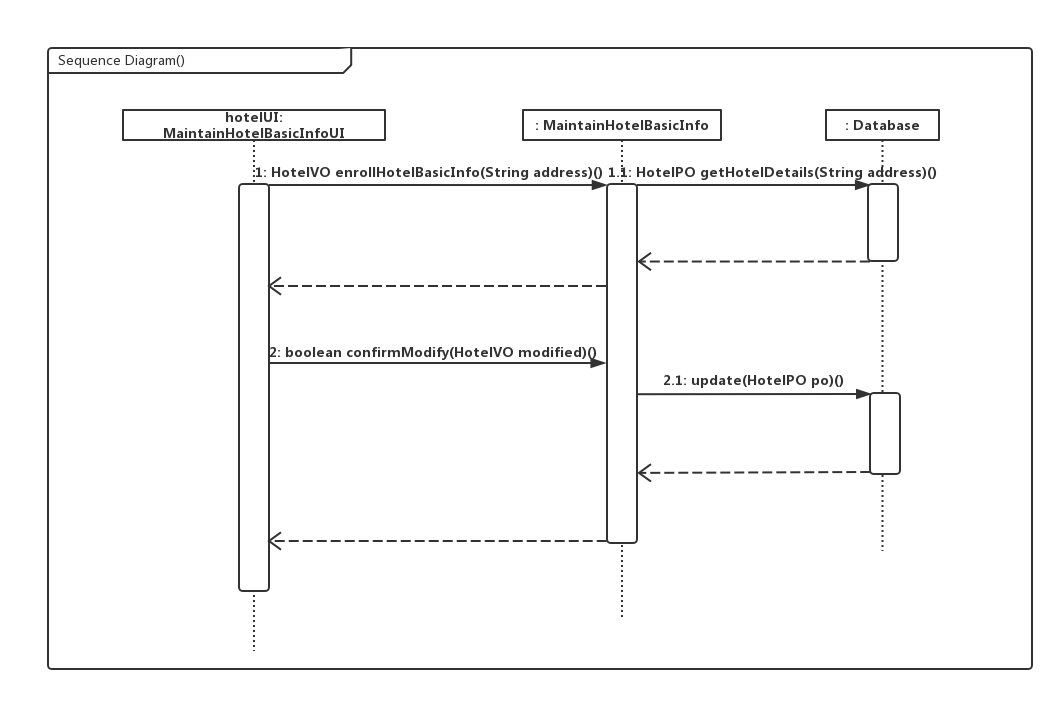 Sequence Diagram()
hotelUI:
MaintainHotelBasicInfoUI
: MaintainHotelBasicInfo
: Database
1: HotelVO enrollHotelBasicInfo(String address)()
1.1: HotelPO getHotelDetails(String address)()
2: boolean confirmModify(HotelVO modified)()
2.1: update(HotelPO po)()